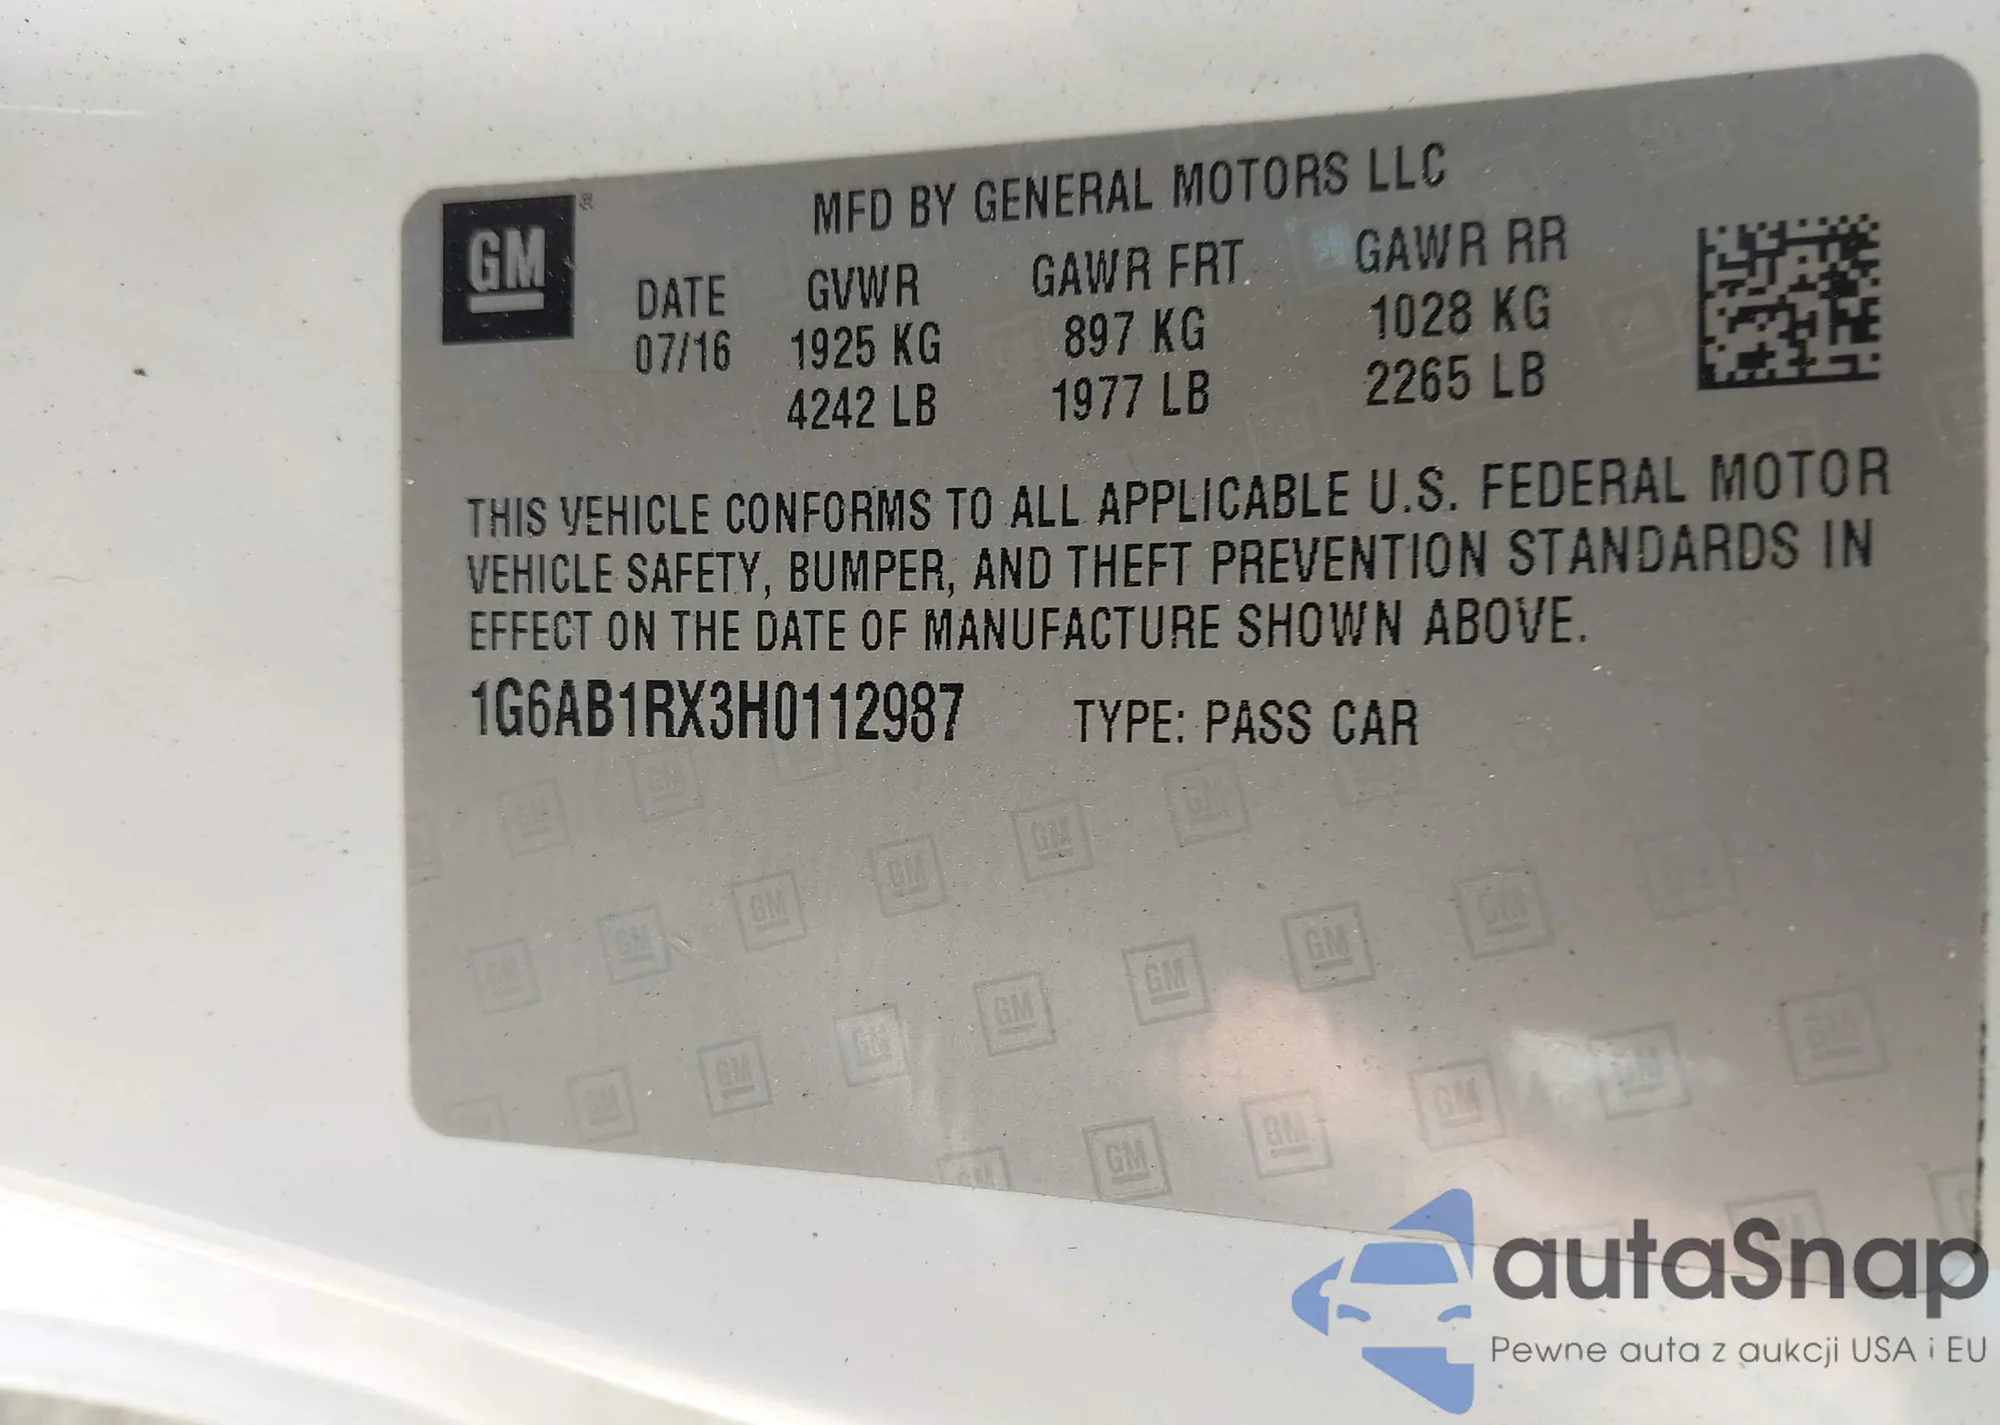 GM ®
MFD BY GENERAL MOTORS LLC
DATE GVWR GAWR FRT GAWR RR
07/16 1925 KG 897 KG 1028 KG
4242 LB 1977 LB 2265 LB
THIS VEHICLE CONFORMS TO ALL APPLICABLE U.S. FEDERAL MOTOR
VEHICLE SAFETY, BUMPER, AND THEFT PREVENTION STANDARDS IN
EFFECT ON THE DATE OF MANUFACTURE SHOWN ABOVE.
1G6AB1RX3H0112987 TYPE: PASS CAR
autaSnap
Pewne auta z aukcji USA i EU